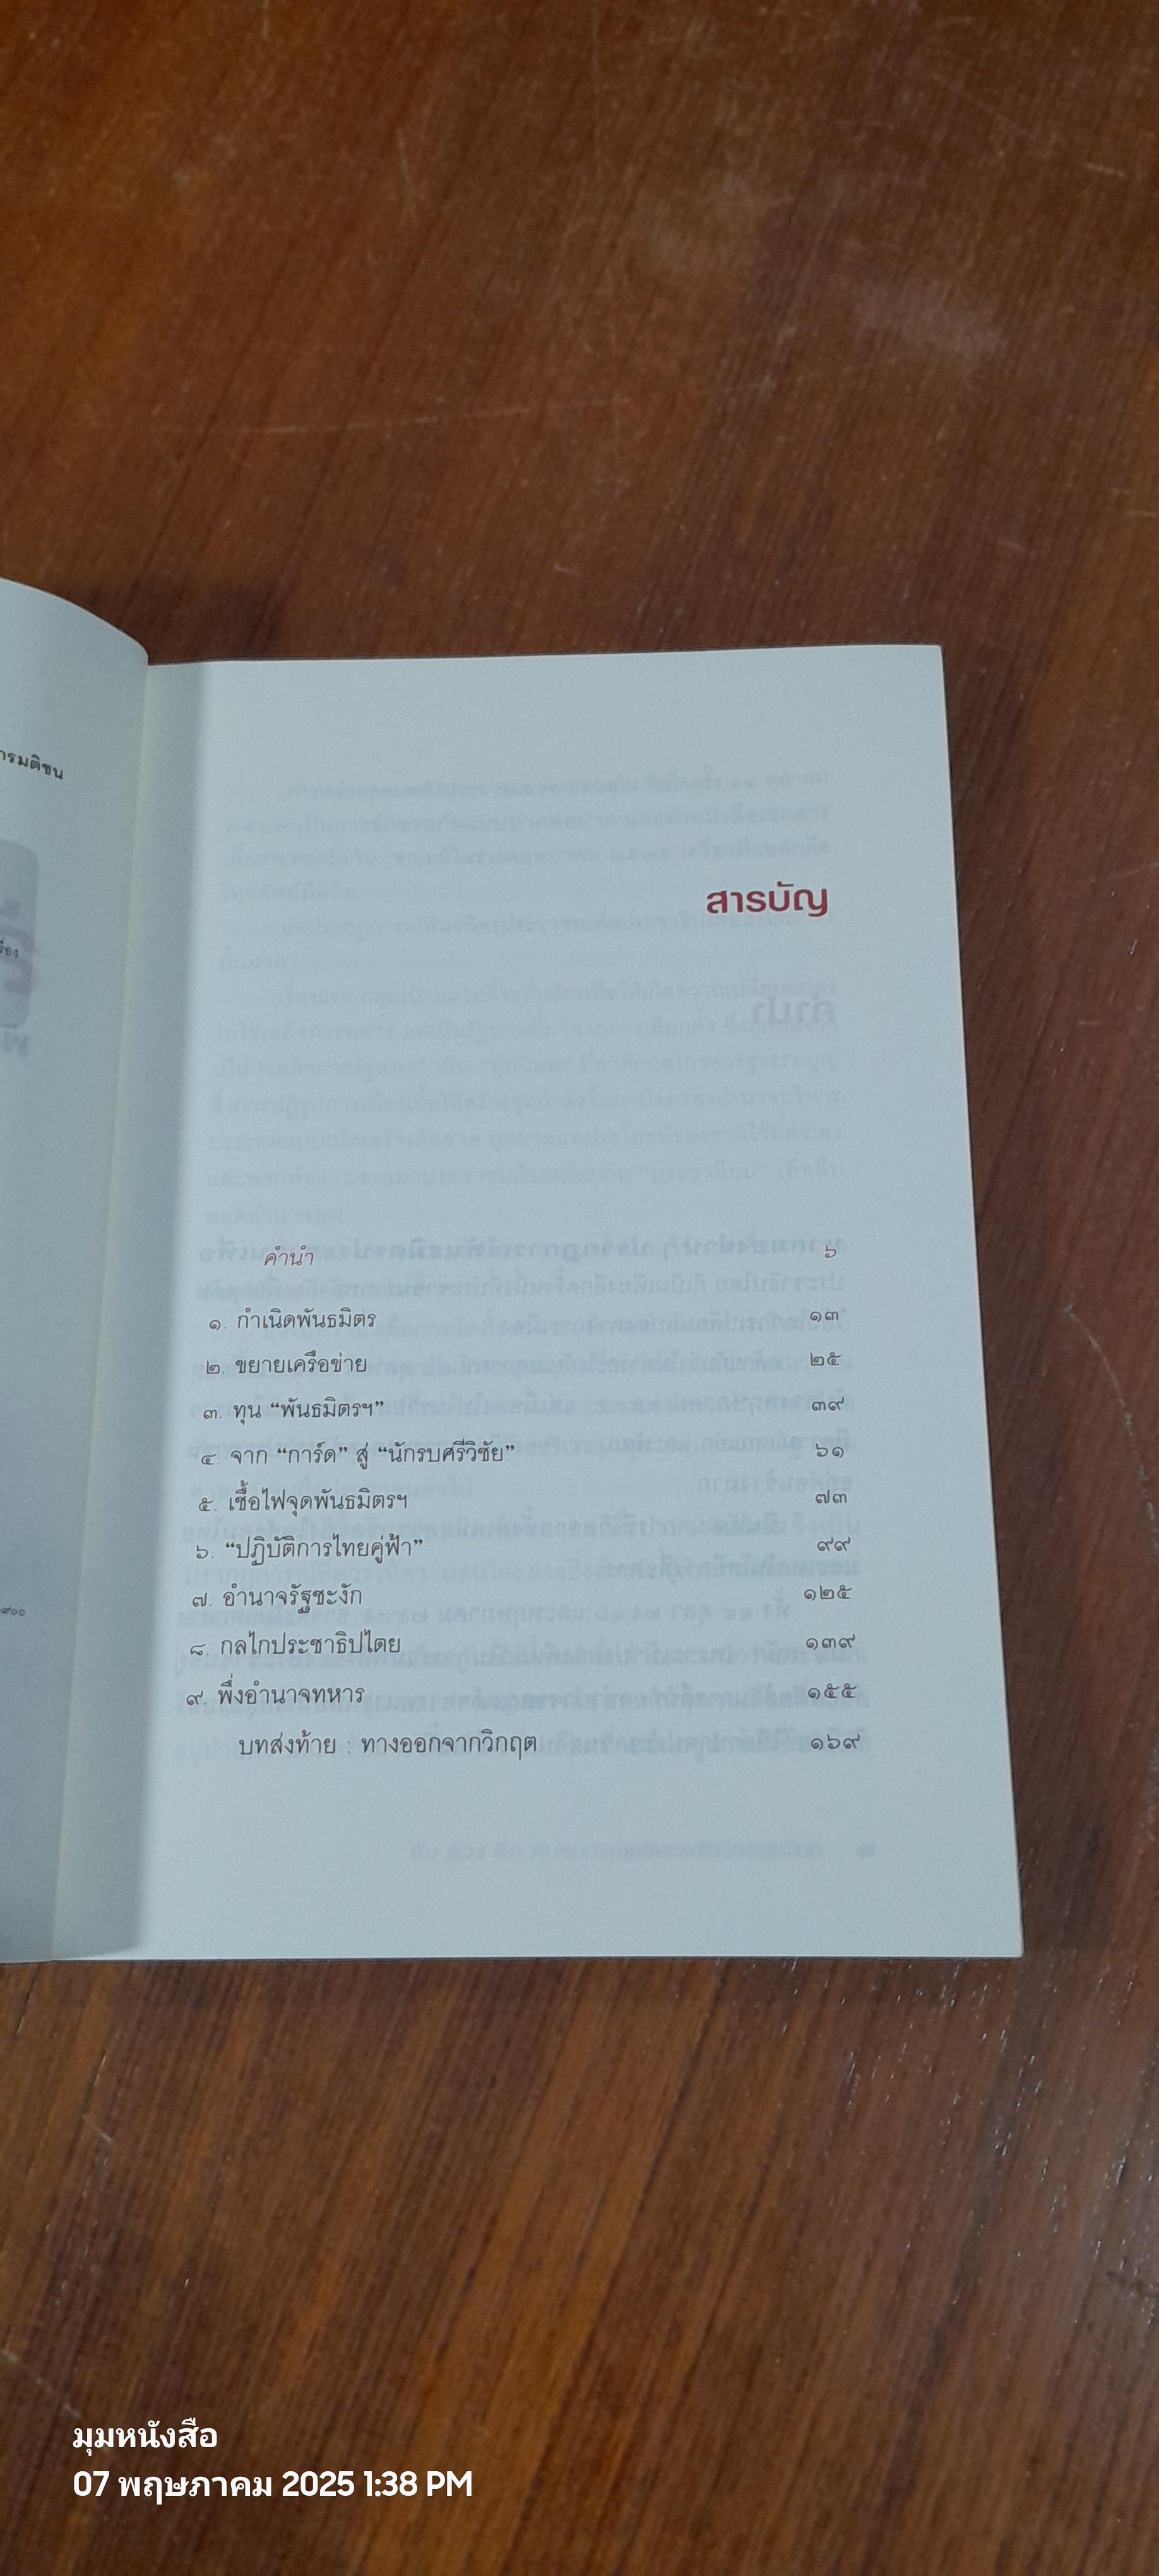 สารบัญ
คำนำ ๖
๑. กำเนิดพันธมิตร ๑๓
๒. ขยายเครือข่าย ๒๕
๓. ทุน “พันธมิตรฯ” ๓๙
๔. จาก “การ์ด” สู่ “นักรบศรีวิชัย” ๖๑
๕. เชื้อไฟจุดพันธมิตรฯ ๗๓
๖. “ปฏิบัติการไทยคู่ฟ้า” ๙๙
๗. อำนาจรัฐชะงัก ๑๒๕
๘. กลไกประชาธิปไตย ๑๓๙
๙. พึ่งอำนาจทหาร ๑๕๕
บทส่งท้าย : ทางออกจากวิกฤต ๑๖๙
มุมหนังสือ
07 พฤษภาคม 2025 1:38 PM